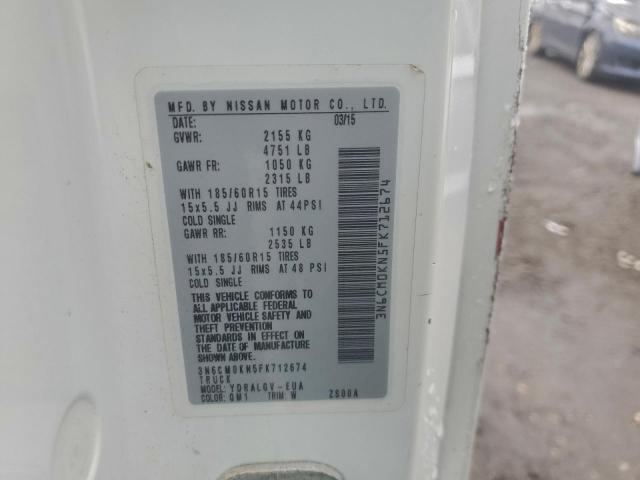 MFD. BY NISSAN MOTOR CO., LTD.
DATE: 03/15
GVWR: 2155 KG
4751 LB
GAWR FR: 1050 KG
2315 LB
WITH 185/60R15 TIRES
15x5.5 JJ RIMS AT 44PSI
COLD SINGLE
GAWR RR: 1150 KG
2535 LB
WITH 185/60R15 TIRES
15x5.5 JJ RIMS AT 48 PSI
COLD SINGLE
THIS VEHICLE CONFORMS TO
ALL APPLICABLE FEDERAL
MOTOR VEHICLE SAFETY AND
THEFT PREVENTION
STANDARDS IN EFFECT ON
THE DATE OF MANUFACTURE
SHOWN ABOVE.
3N6CM0KN5FK712674
TRUCK
MODEL: YDRALGV-EUA
COLOR: QM1 TRIM: W ZS00A
3N6CM0KN5FK712674